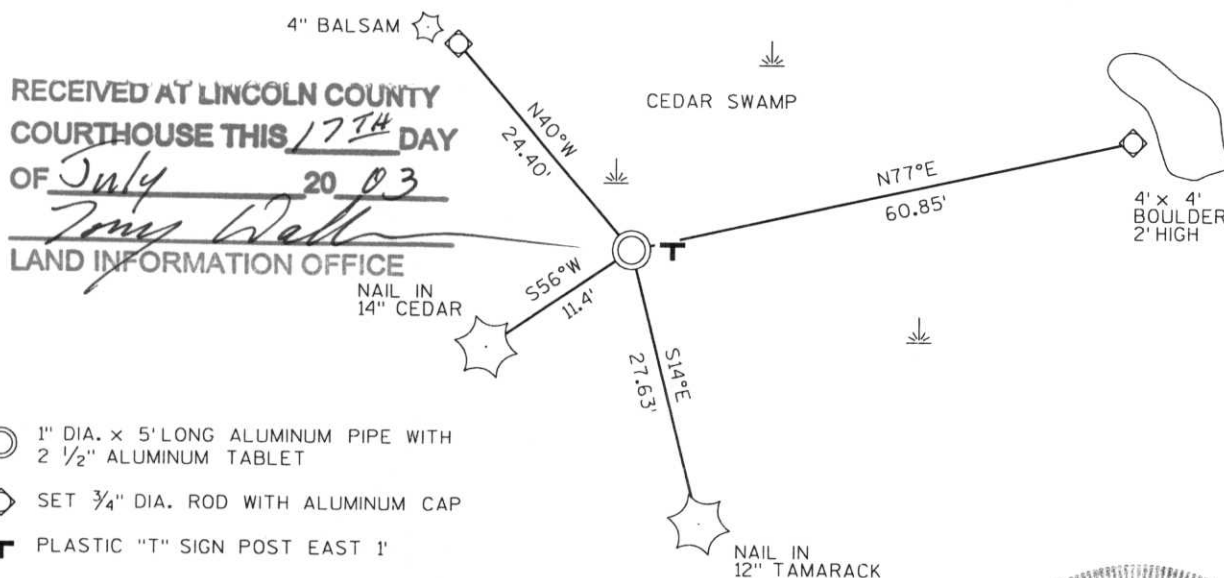 4" BALSAM
RECEIVED AT LINCOLN COUNTY
COURTHOUSE THIS 17TH DAY
OF July 20 03
LAND INFORMATION OFFICE
N40°W
24.40'
CEDAR SWAMP
N77°E
60.85'
4' x 4'
BOULDER
2' HIGH
S56°W
11.4'
NAIL IN
14" CEDAR
S14°E
27.63'
NAIL IN
12" TAMARACK
T
1" DIA. x 5' LONG ALUMINUM PIPE WITH
2 1/2" ALUMINUM TABLET
SET 3/4" DIA. ROD WITH ALUMINUM CAP
T PLASTIC "T" SIGN POST EAST 1'